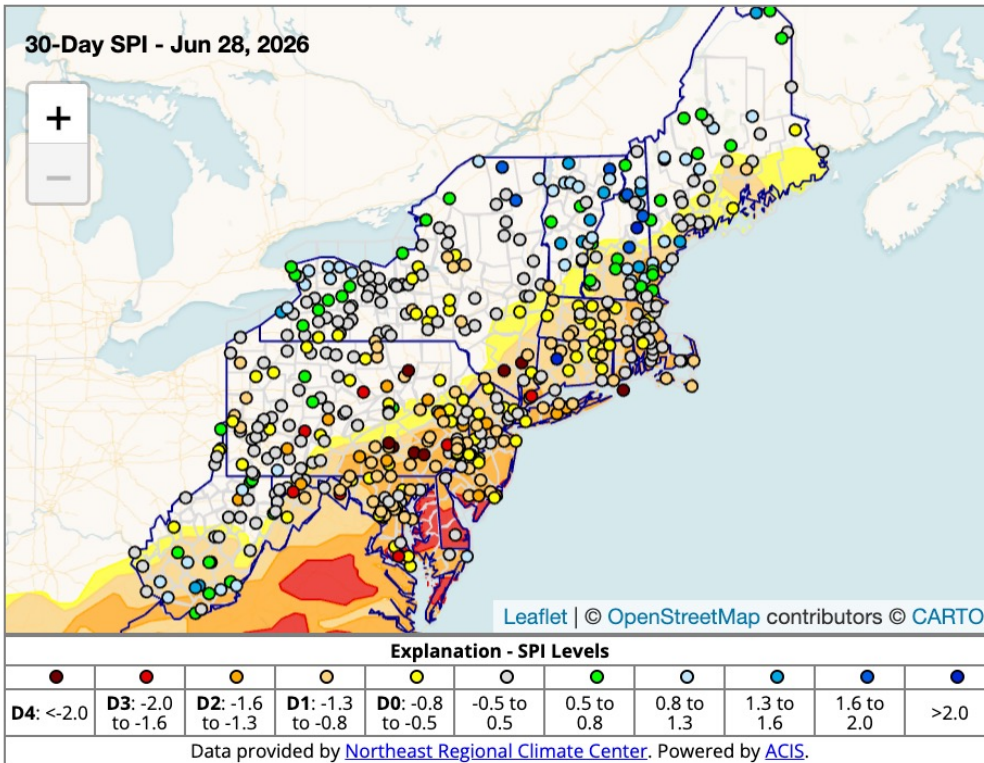 30-Day SPI - Jun 28, 2026
+
−
Leaflet | © OpenStreetMap contributors © CARTO
Explanation - SPI Levels
D4: <-2.0
D3: -2.0
to -1.6
D2: -1.6
to -1.3
D1: -1.3
to -0.8
D0: -0.8
to -0.5
-0.5 to
0.5
0.5 to
0.8
0.8 to
1.3
1.3 to
1.6
1.6 to
2.0
>2.0
Data provided by Northeast Regional Climate Center. Powered by ACIS.